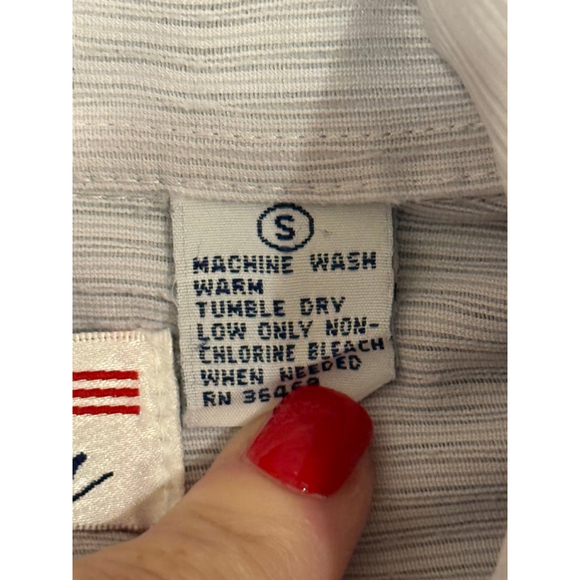 S
MACHINE WASH
WARM
TUMBLE DRY
LOW ONLY NON-
CHLORINE BLEACH
WHEN NEEDED
RN